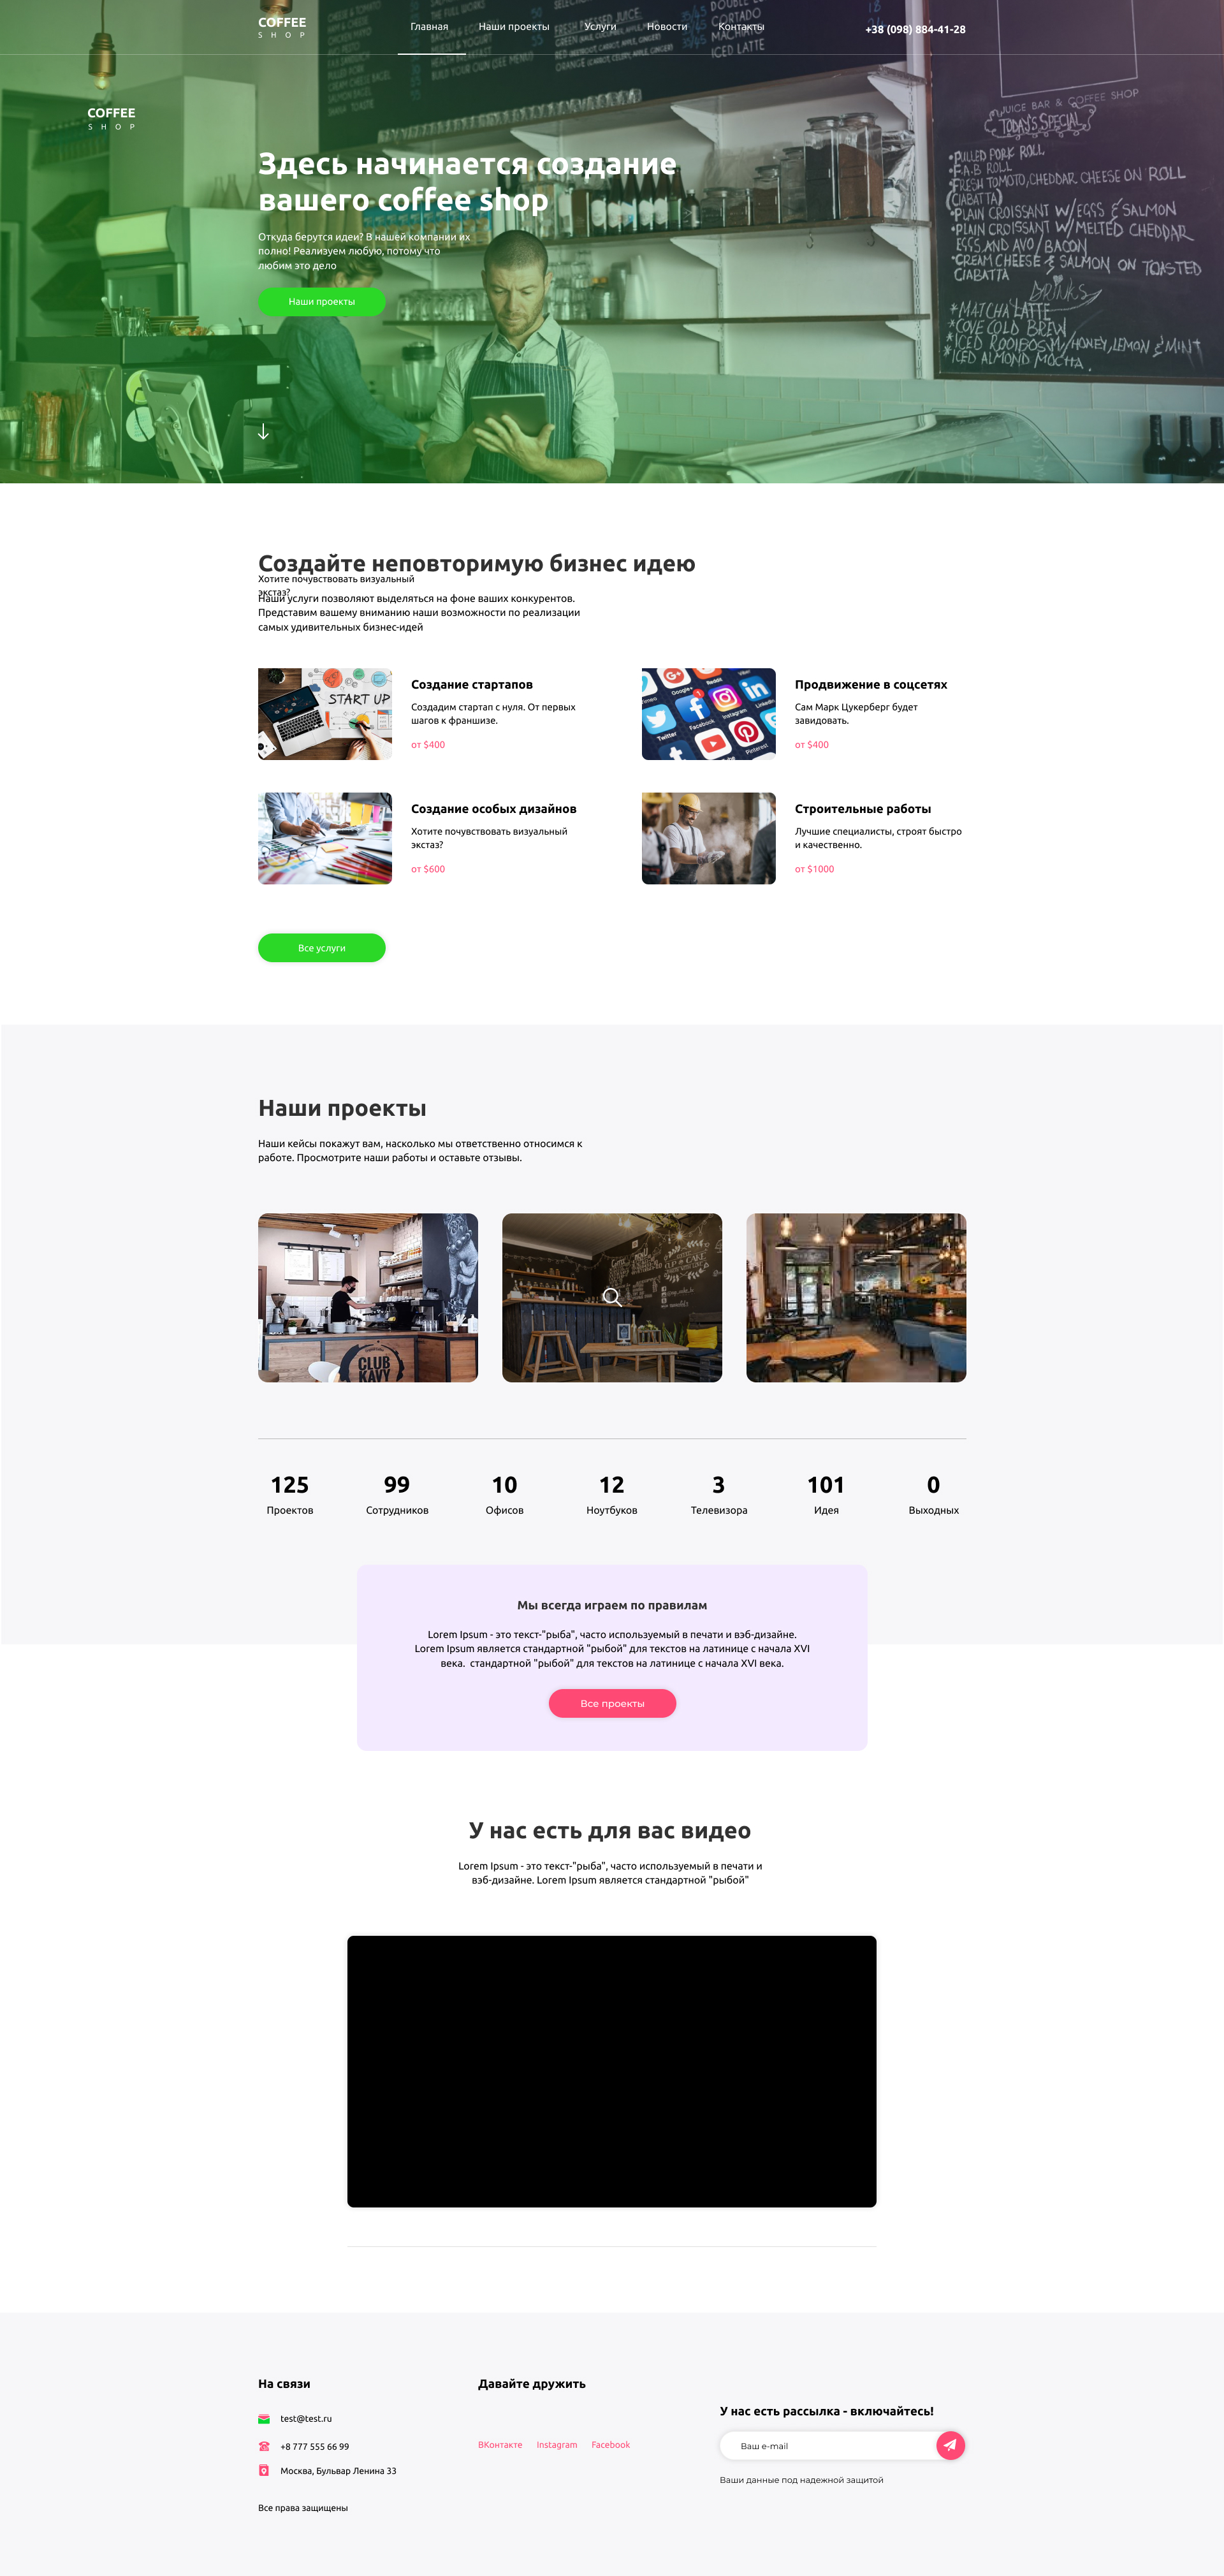 COFFEE
SHOP
Главная Наши проекты Услуги Новости Контакты
+38 (098) 884-41-28
COFFEE
SHOP
JUICE BAR & COFFEE SHOP
TODAY'S SPECIAL
PULLED PORK ROLL
F.A.B ROLL
FRESH TOMATO, CHEDDAR CHEESE ON ROLL
(CIABATTA)
PLAIN CROISSANT W/EGGS & SALMON
PLAIN CROISSANT W/ MELTED CHEDDAR
EGGS AND AVO / BACON
CREAM CHEESE & SALMON ON TOASTED
CIABATTA
DRINKS
*MATCHA LATTE
*COVE COLD BREW
*ICED ROOIBOS W/ HONEY, LEMON & MINT
*ICED ALMOND MOCHA
Здесь начинается создание
вашего coffee shop
Откуда берутся идеи? В нашей компании их
полно! Реализуем любую, потому что
любим это дело
Наши проекты
Создайте неповторимую бизнес идею
Хотите почувствовать визуальный
экстаз?
Наши услуги позволяют выделяться на фоне ваших конкурентов.
Представим вашему вниманию наши возможности по реализации
самых удивительных бизнес-идей
START UP
Создание стартапов
Создадим стартап с нуля. От первых
шагов к франшизе.
от $400
Google+
Reddit
Twitter
Facebook
Instagram
LinkedIn
Pinterest
Продвижение в соцсетях
Сам Марк Цукерберг будет
завидовать.
от $400
Создание особых дизайнов
Хотите почувствовать визуальный
экстаз?
от $600
Строительные работы
Лучшие специалисты, строят быстро
и качественно.
от $1000
Все услуги
Наши проекты
Наши кейсы покажут вам, насколько мы ответственно относимся к
работе. Просмотрите наши работы и оставьте отзывы.
CLUB
KAVY
125 99 10 12 3 101 0
Проектов Сотрудников Офисов Ноутбуков Телевизора Идея Выходных
Мы всегда играем по правилам
Lorem Ipsum - это текст-"рыба", часто используемый в печати и вэб-дизайне.
Lorem Ipsum является стандартной "рыбой" для текстов на латинице с начала XVI
века. стандартной "рыбой" для текстов на латинице с начала XVI века.
Все проекты
У нас есть для вас видео
Lorem Ipsum - это текст-"рыба", часто используемый в печати и
вэб-дизайне. Lorem Ipsum является стандартной "рыбой"
На связи
test@test.ru
+8 777 555 66 99
Москва, Бульвар Ленина 33
Все права защищены
Давайте дружить
ВКонтакте Instagram Facebook
У нас есть рассылка - включайтесь!
Ваш e-mail
Ваши данные под надежной защитой